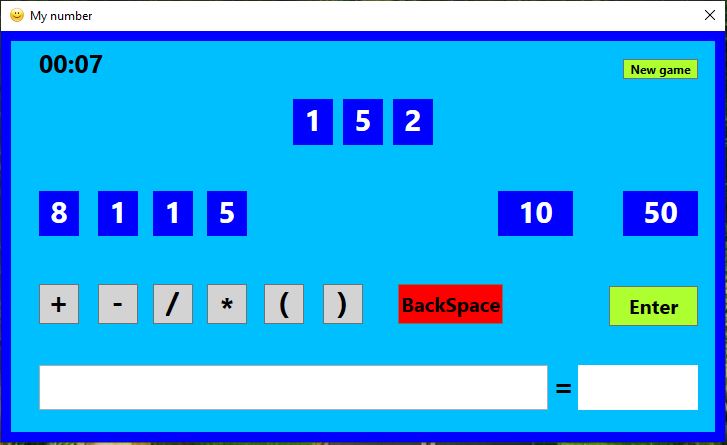 My number
00:07
New game
1 5 2
8 1 1 5 10 50
+ - / * ( ) BackSpace Enter
=